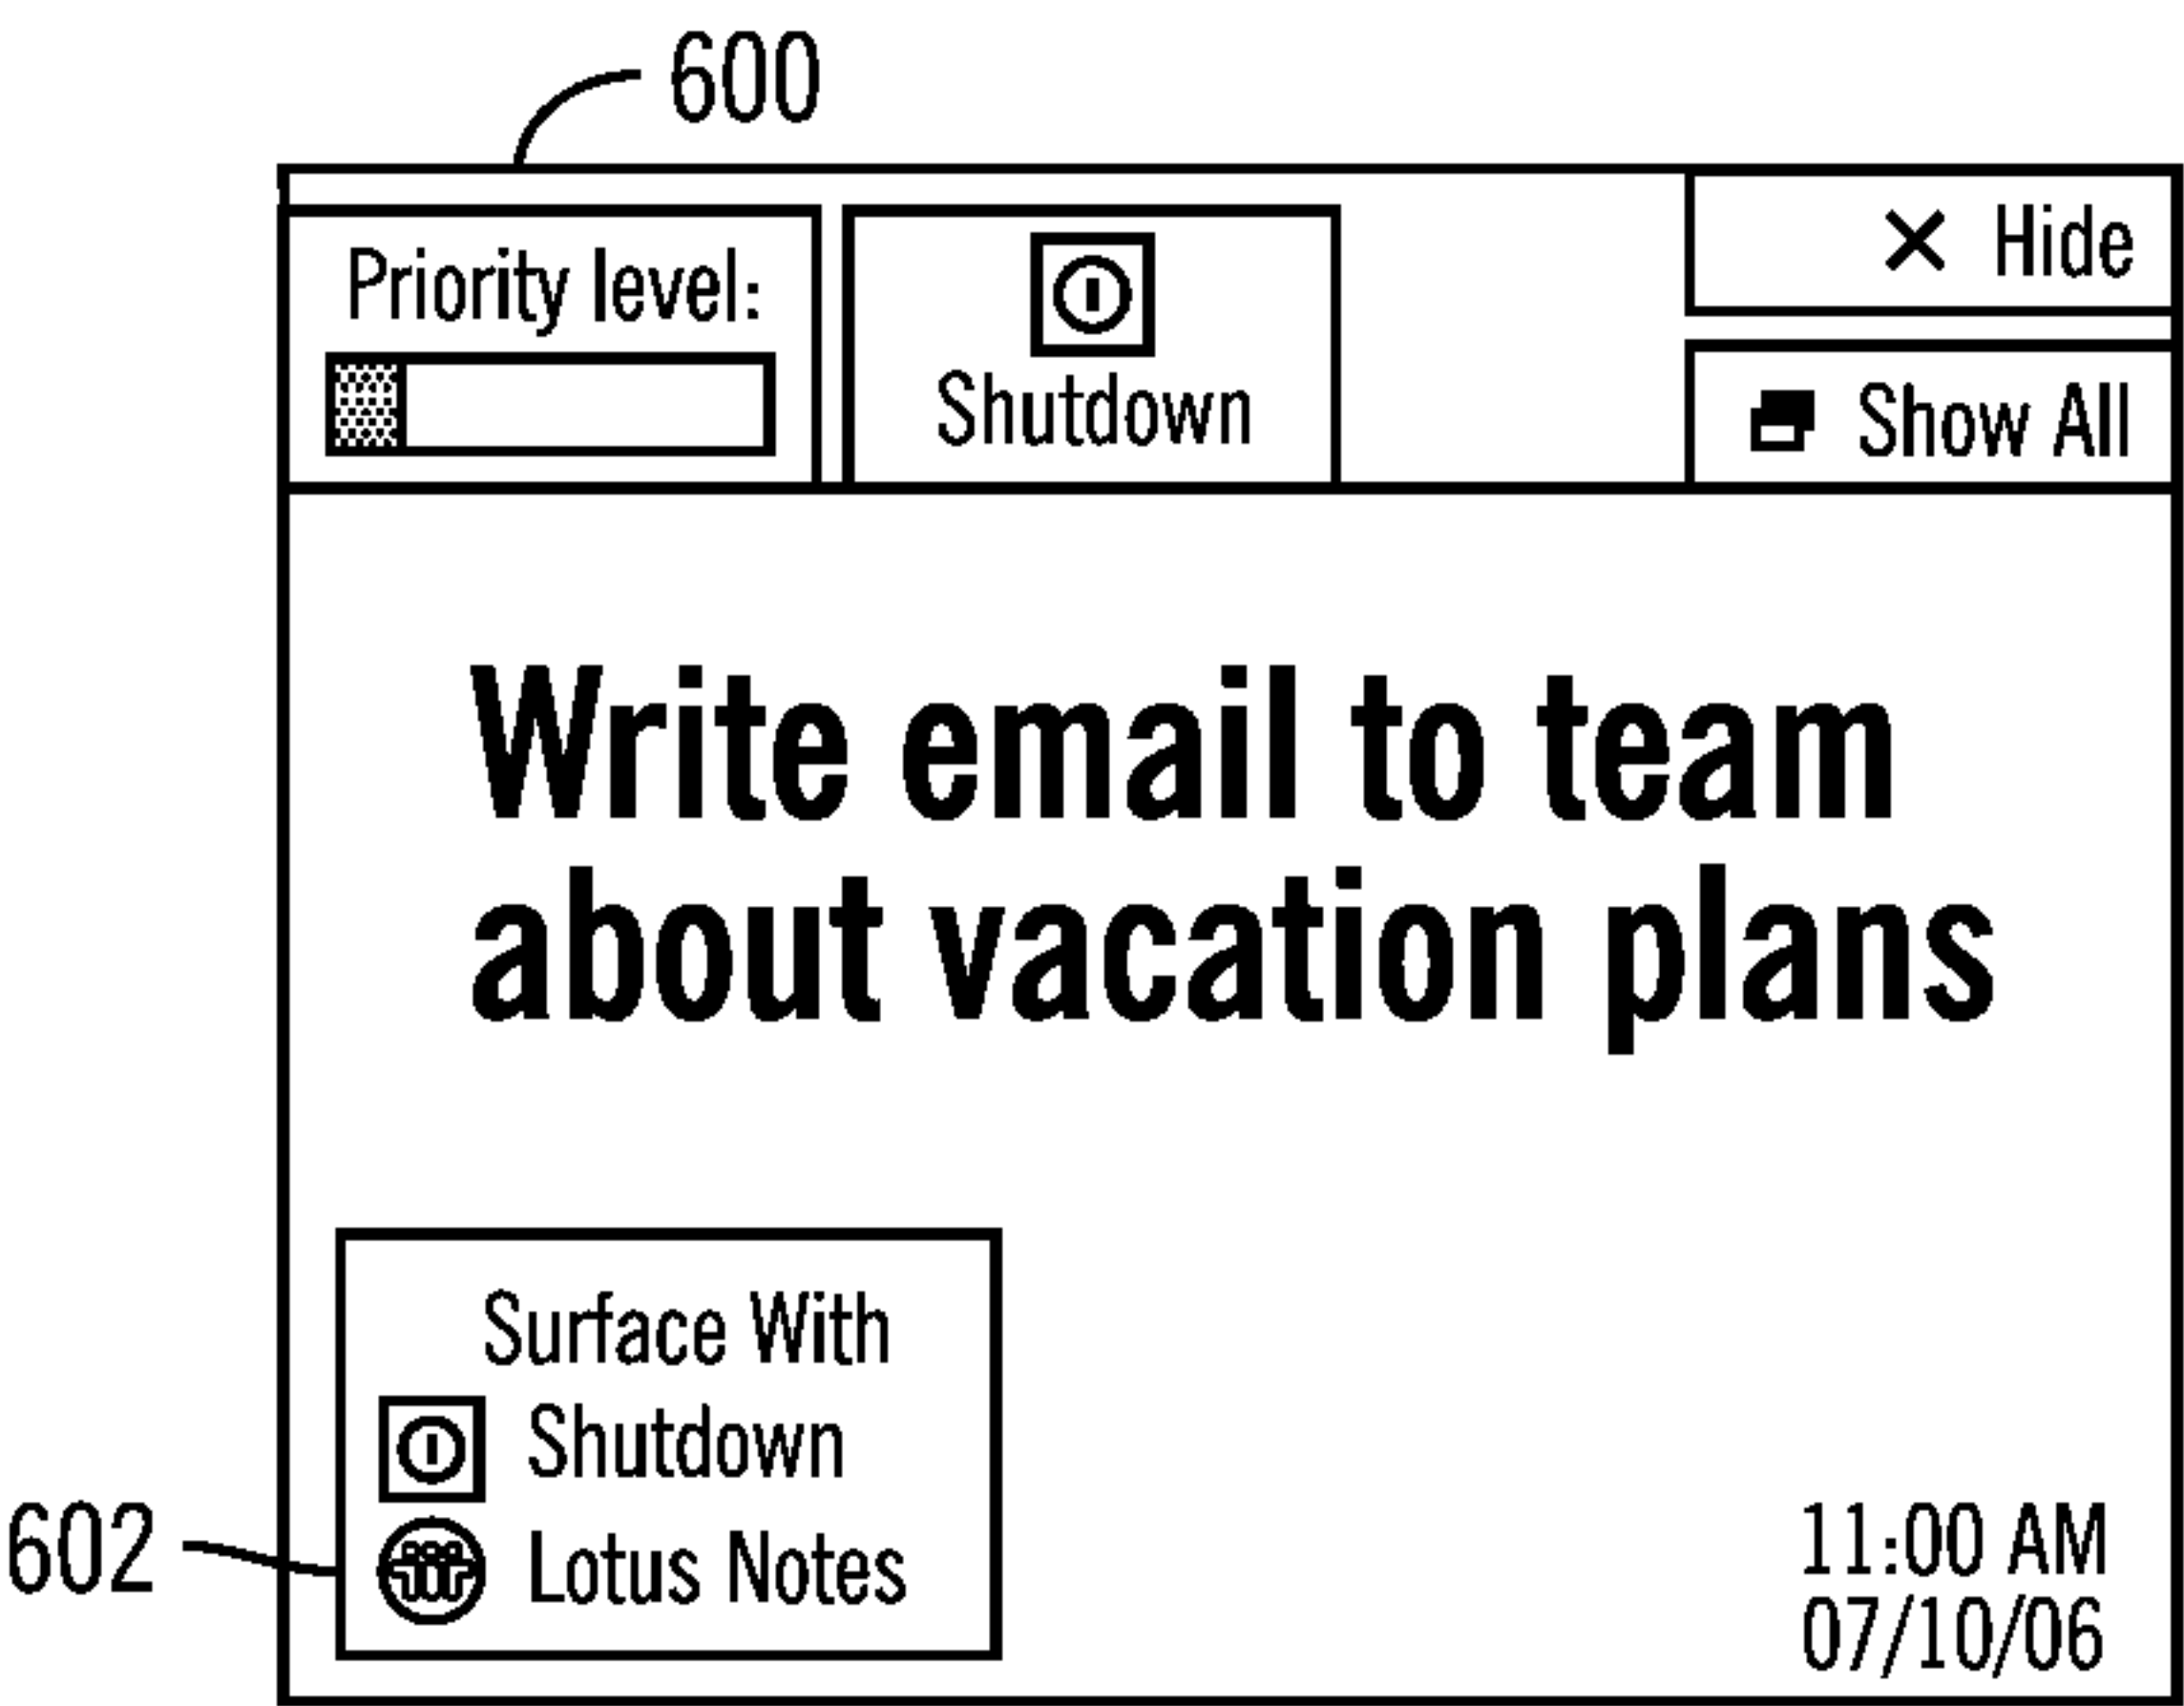 600
Priority level:
Shutdown
Hide
Show All
Write email to team
about vacation plans
Surface With
Shutdown
602
Lotus Notes
11:00 AM
07/10/06